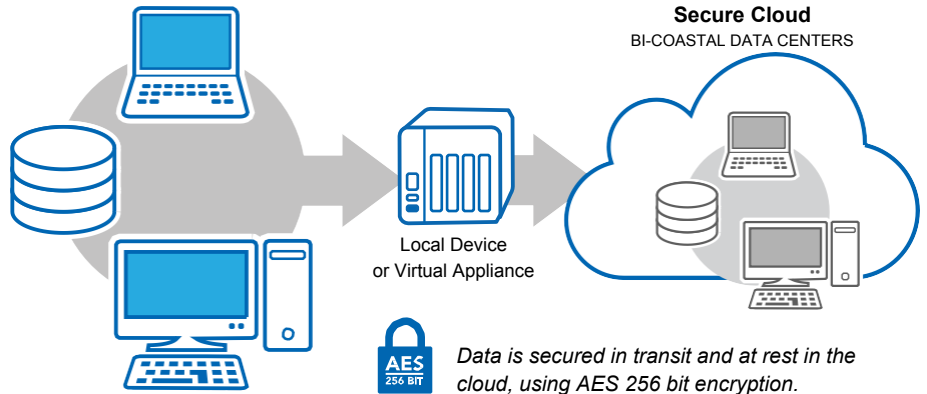 Secure Cloud
BI-COASTAL DATA CENTERS
Local Device
or Virtual Appliance
AES
256 BIT
Data is secured in transit and at rest in the
cloud, using AES 256 bit encryption.